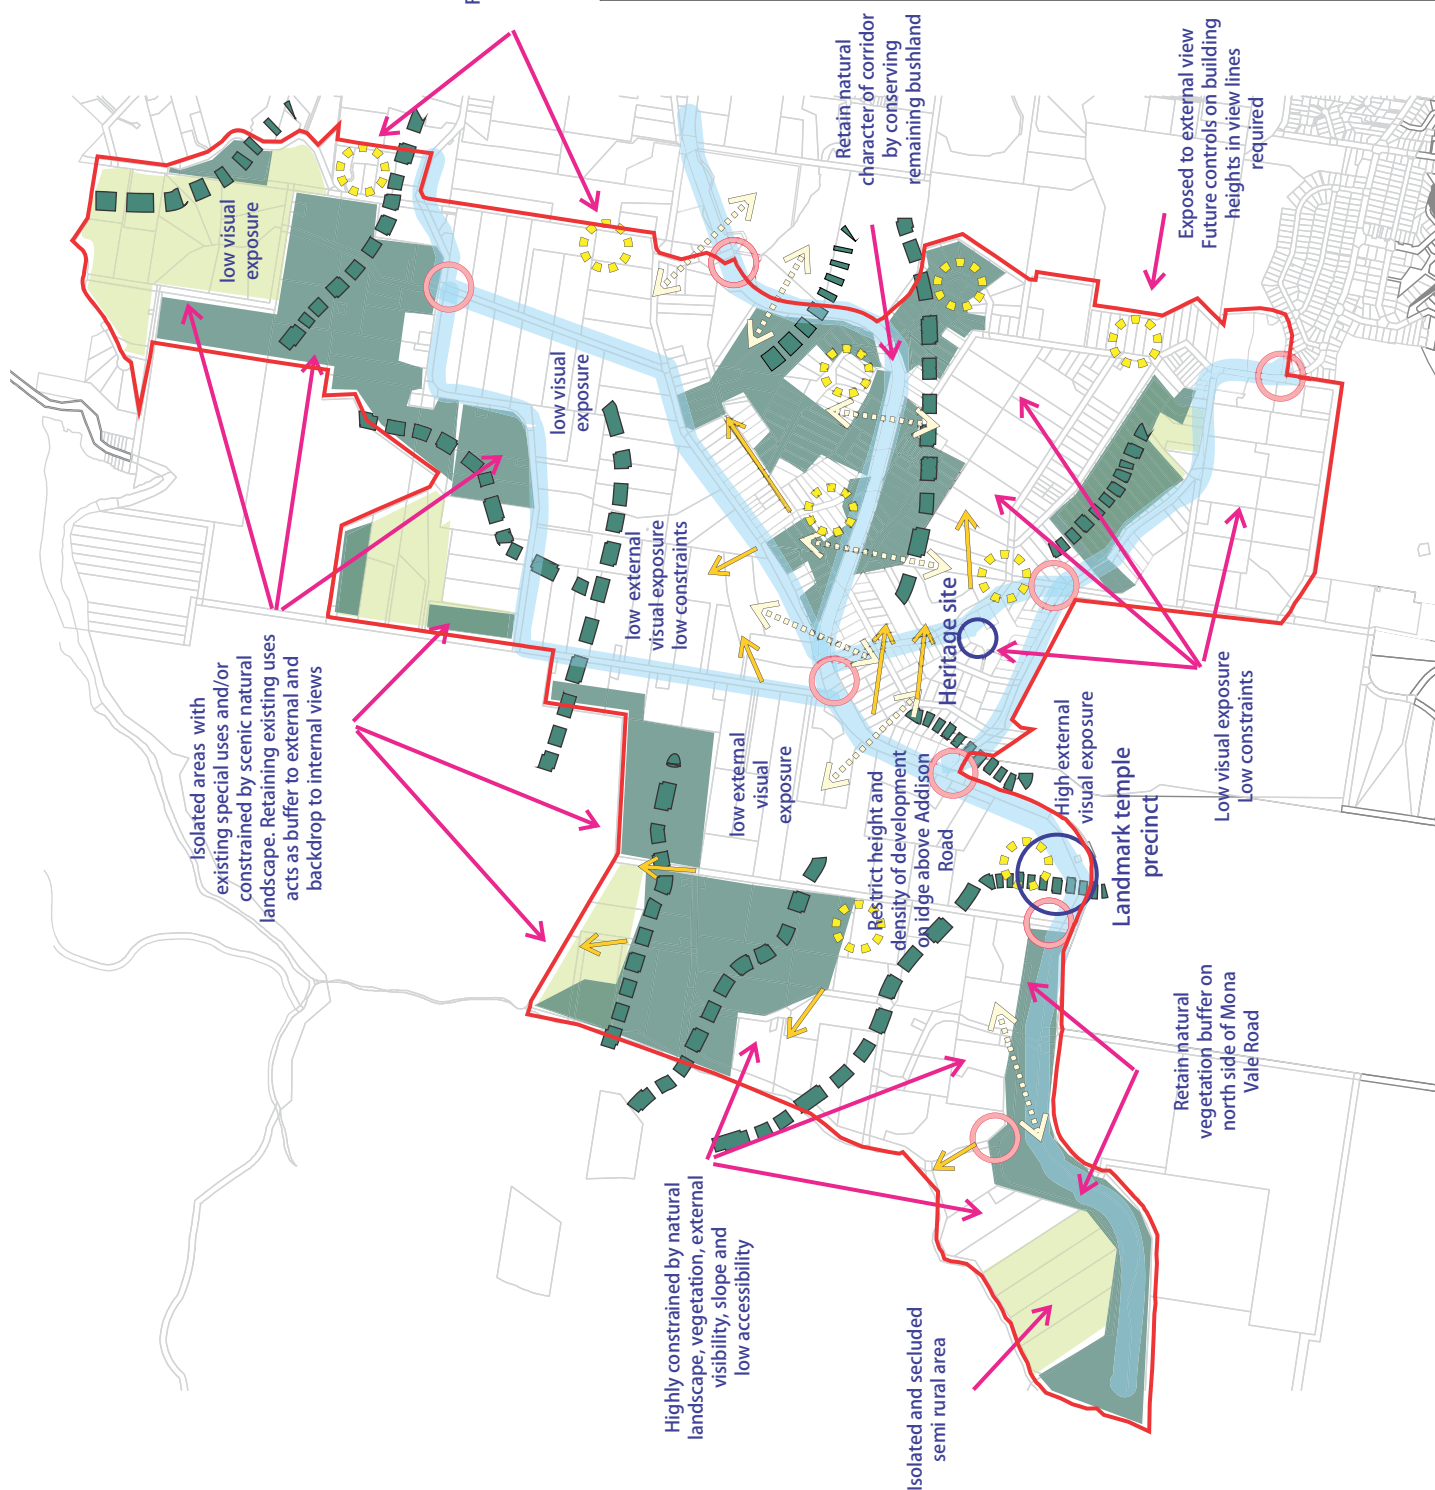 Isolated areas with
existing special uses and/or
constrained by scenic natural
landscape. Retaining existing uses
acts as buffer to external and
backdrop to internal views
low visual
exposure
low visual
exposure
Retain natural
character of corridor
by conserving
remaining bushland
Exposed to external view
Future controls on building
heights in view lines
required
low external
visual exposure
low constraints
low external
visual
exposure
Heritage site
Restrict height and
density of development
on idge above Addison
Road
High external
visual exposure
Landmark temple
precinct
Low visual exposure
Low constraints
Highly constrained by natural
landscape, vegetation, external
visibility, slope and
low accessibility
Isolated and secluded
semi rural area
Retain natural
vegetation buffer on
north side of Mona
Vale Road